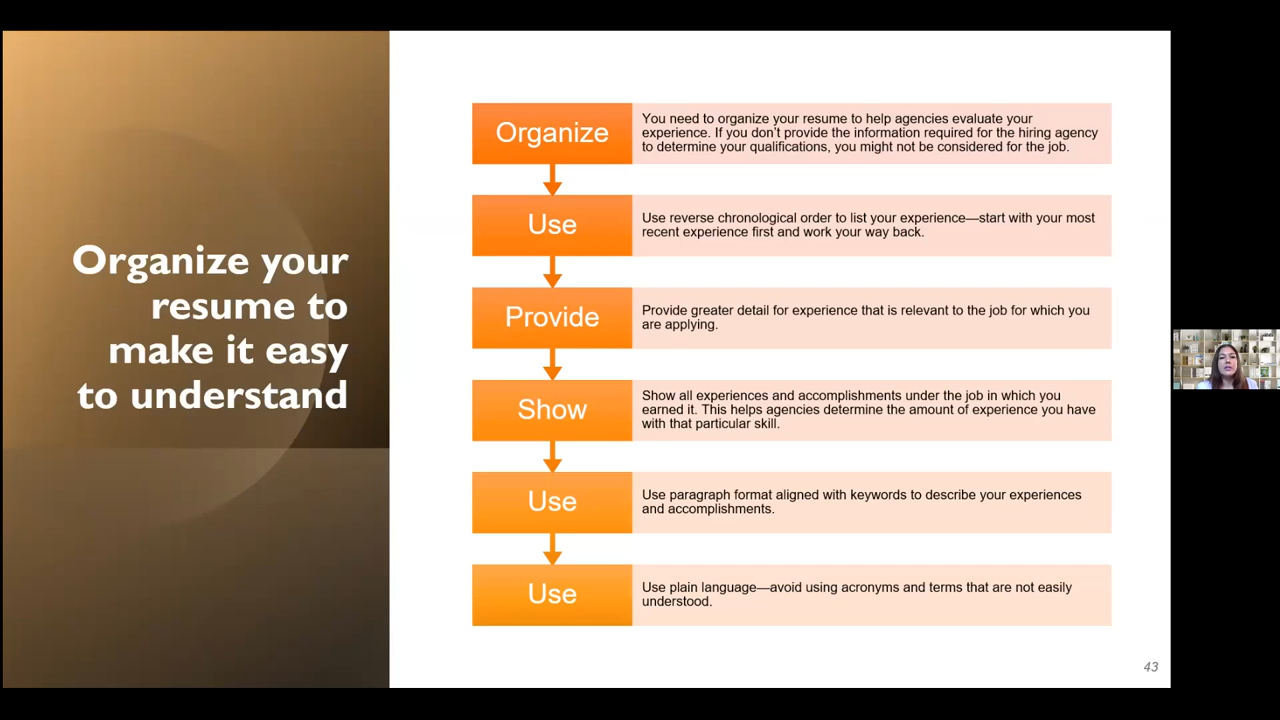 Organize your
resume to
make it easy
to understand
Organize
You need to organize your resume to help agencies evaluate your
experience. If you don't provide the information required for the hiring agency
to determine your qualifications, you might not be considered for the job.
Use
Use reverse chronological order to list your experience—start with your most
recent experience first and work your way back.
Provide
Provide greater detail for experience that is relevant to the job for which you
are applying.
Show
Show all experiences and accomplishments under the job in which you
earned it. This helps agencies determine the amount of experience you have
with that particular skill.
Use
Use paragraph format aligned with keywords to describe your experiences
and accomplishments.
Use
Use plain language—avoid using acronyms and terms that are not easily
understood.
43